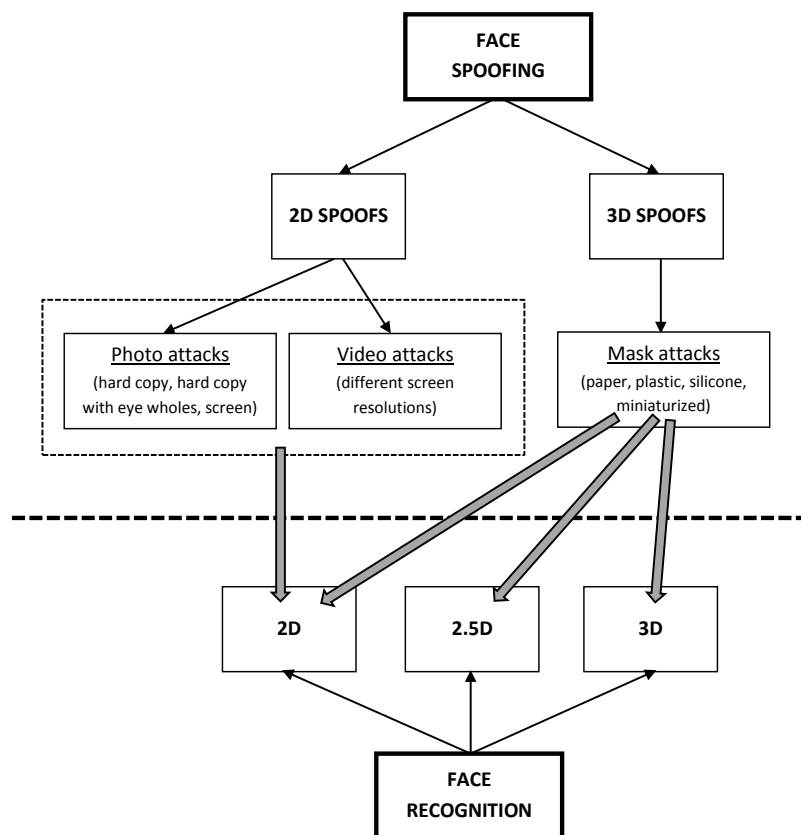 FACE
SPOOFING
2D SPOOFS
3D SPOOFS
Photo attacks
(hard copy, hard copy
with eye wholes, screen)
Video attacks
(different screen
resolutions)
Mask attacks
(paper, plastic, silicone,
miniaturized)
2D
2.5D
3D
FACE
RECOGNITION